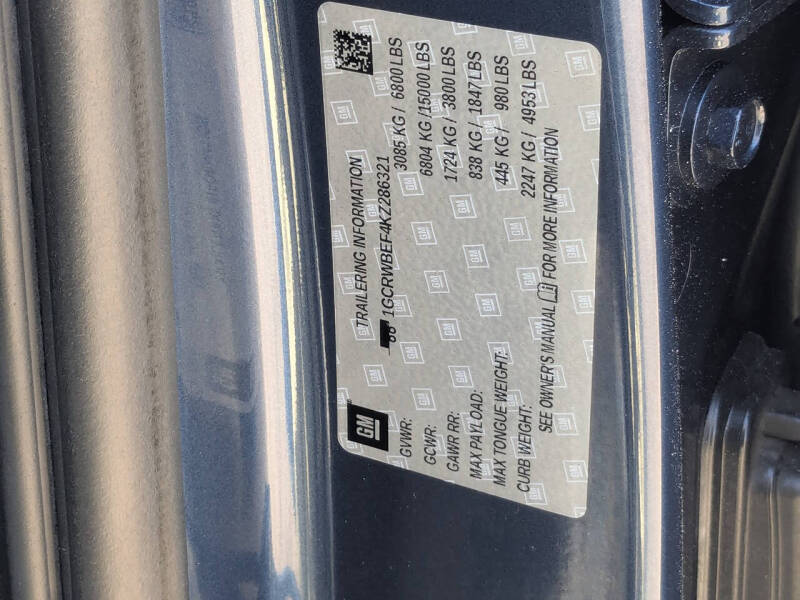 GM
TRAILERING INFORMATION
1GCRWBEF4KZ286321
GVWR: 3085 KG / 6800 LBS
GCWR: 6804 KG /15000 LBS
GAWR RR: 1724 KG / 3800 LBS
MAX PAYLOAD: 838 KG / 1847 LBS
MAX TONGUE WEIGHT: 445 KG / 980 LBS
CURB WEIGHT: 2247 KG / 4953 LBS
SEE OWNER'S MANUAL FOR MORE INFORMATION